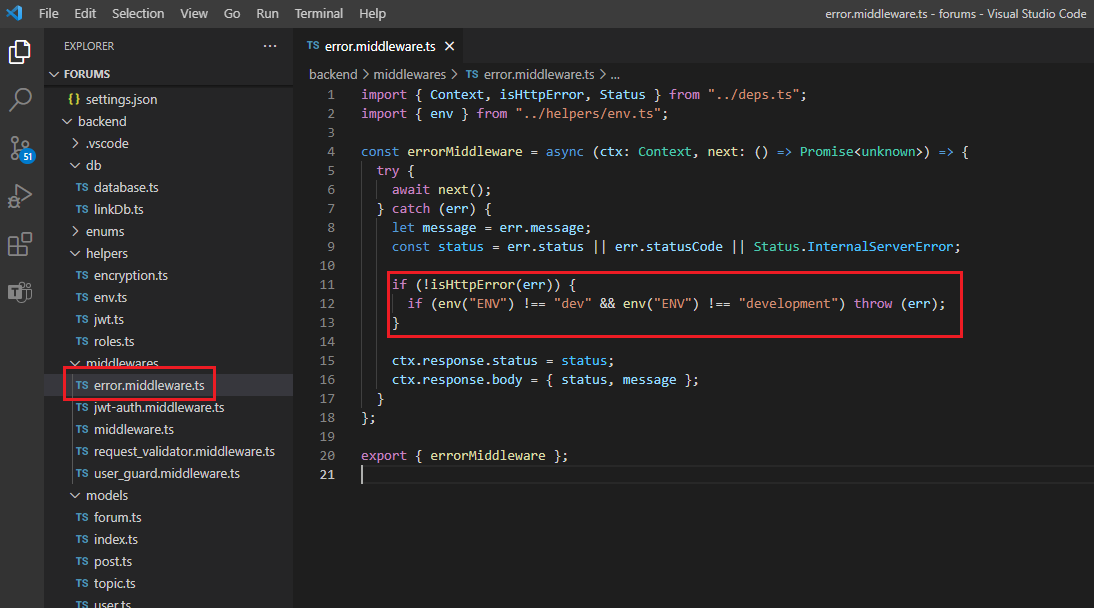 File Edit Selection View Go Run Terminal Help
error.middleware.ts - forums - Visual Studio Code
EXPLORER ...
FORUMS
{} settings.json
backend
.vscode
db
TS database.ts
TS linkDb.ts
enums
helpers
TS encryption.ts
TS env.ts
TS jwt.ts
TS roles.ts
middlewares
TS error.middleware.ts
TS jwt-auth.middleware.ts
TS middleware.ts
TS request_validator.middleware.ts
TS user_guard.middleware.ts
models
TS forum.ts
TS index.ts
TS post.ts
TS topic.ts
TS user.ts
51
TS error.middleware.ts ×
backend > middlewares > TS error.middleware.ts > ...
1 import { Context, isHttpError, Status } from "../deps.ts";
2 import { env } from "../helpers/env.ts";
3
4 const errorMiddleware = async (ctx: Context, next: () => Promise<unknown>) => {
5 try {
6 await next();
7 } catch (err) {
8 let message = err.message;
9 const status = err.status || err.statusCode || Status.InternalServerError;
10
11 if (!isHttpError(err)) {
12 if (env("ENV") !== "dev" && env("ENV") !== "development") throw (err);
13 }
14
15 ctx.response.status = status;
16 ctx.response.body = { status, message };
17 }
18 };
19
20 export { errorMiddleware };
21